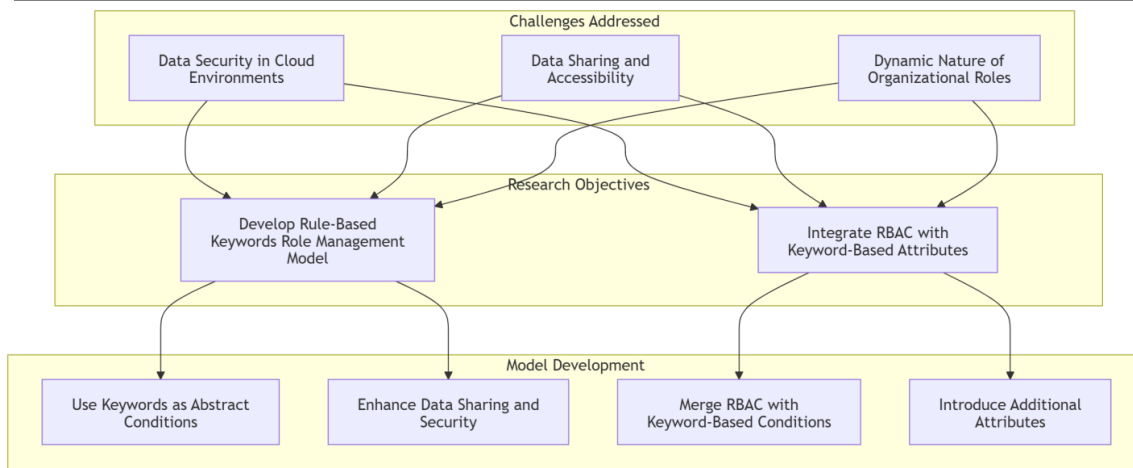 Challenges Addressed
Data Security in Cloud
Environments
Data Sharing and
Accessibility
Dynamic Nature of
Organizational Roles
Research Objectives
Develop Rule-Based
Keywords Role Management
Model
Integrate RBAC with
Keyword-Based Attributes
Model Development
Use Keywords as Abstract
Conditions
Enhance Data Sharing and
Security
Merge RBAC with
Keyword-Based Conditions
Introduce Additional
Attributes